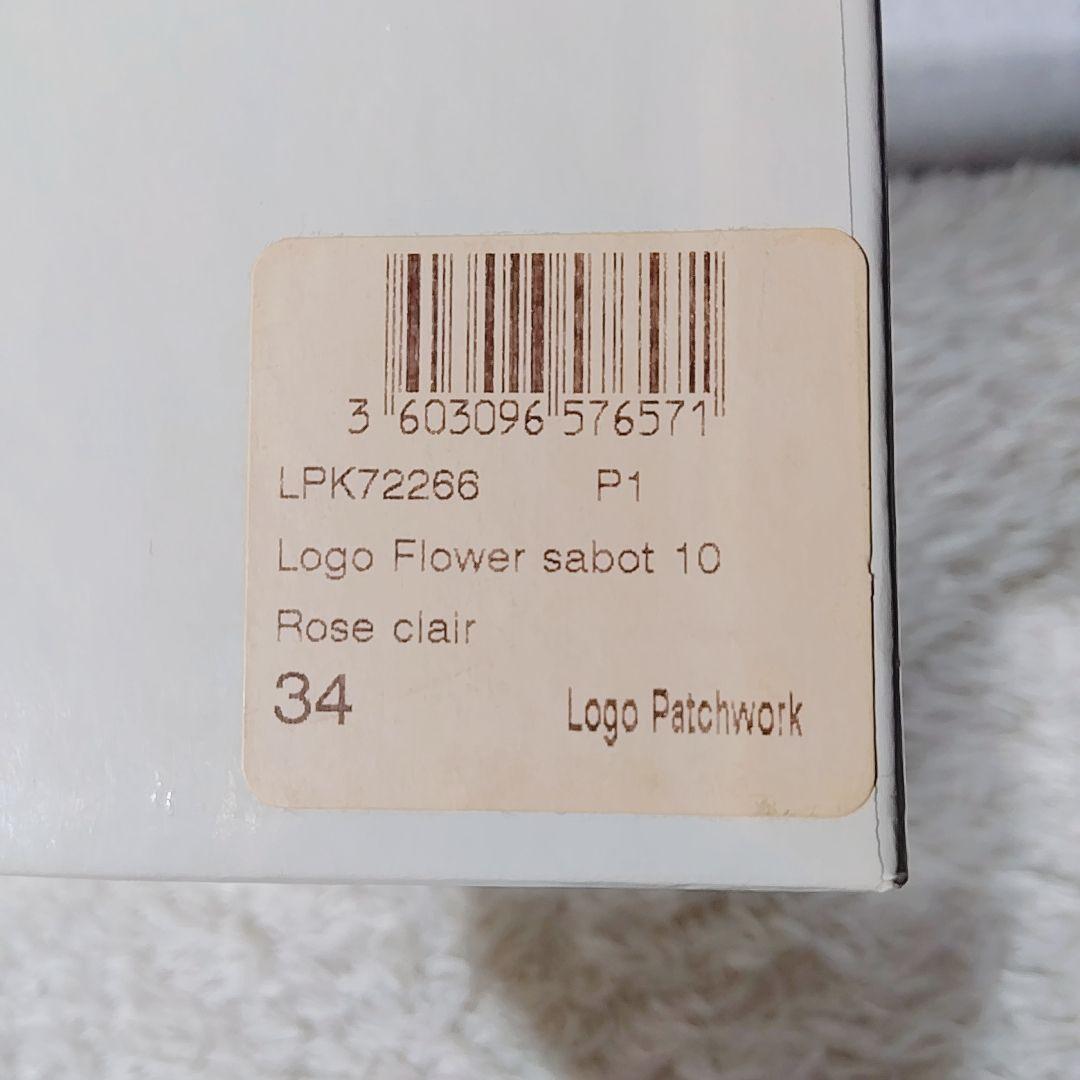 3 603096 576571
LPK72266 P1
Logo Flower sabot 10
Rose clair
34 Logo Patchwork